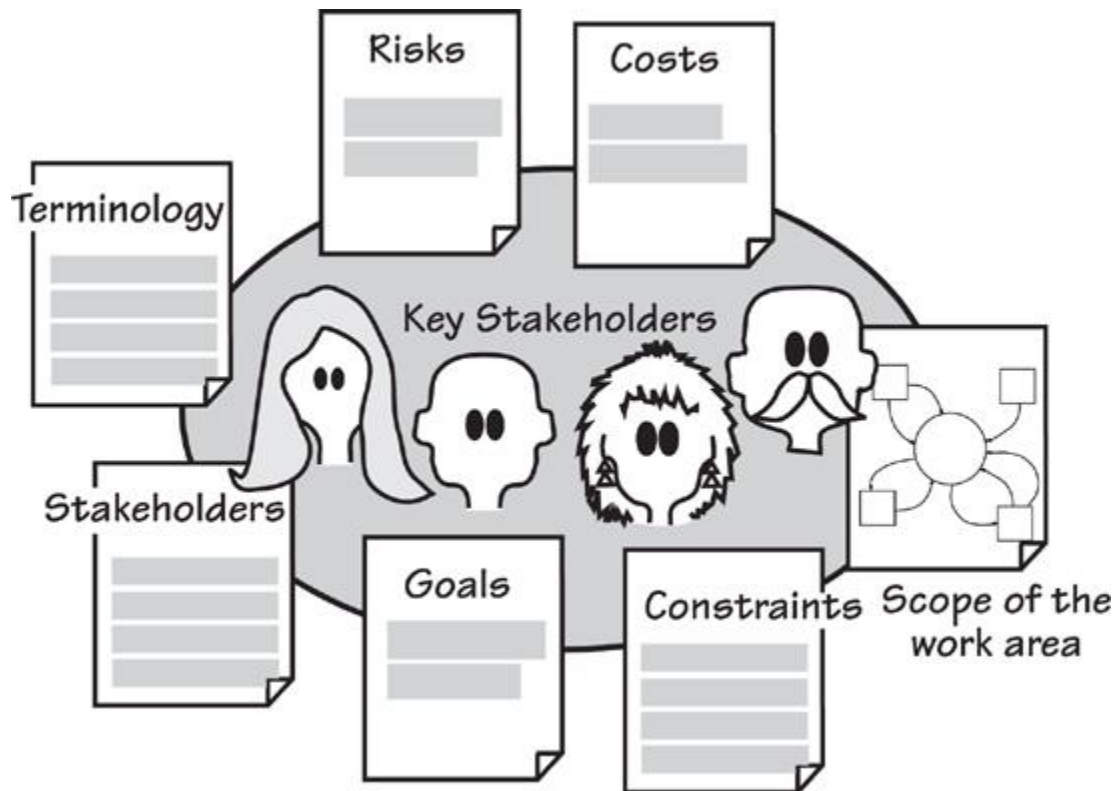 Risks
Costs
Terminology
Key Stakeholders
Stakeholders
Goals
Constraints
Scope of the
work area